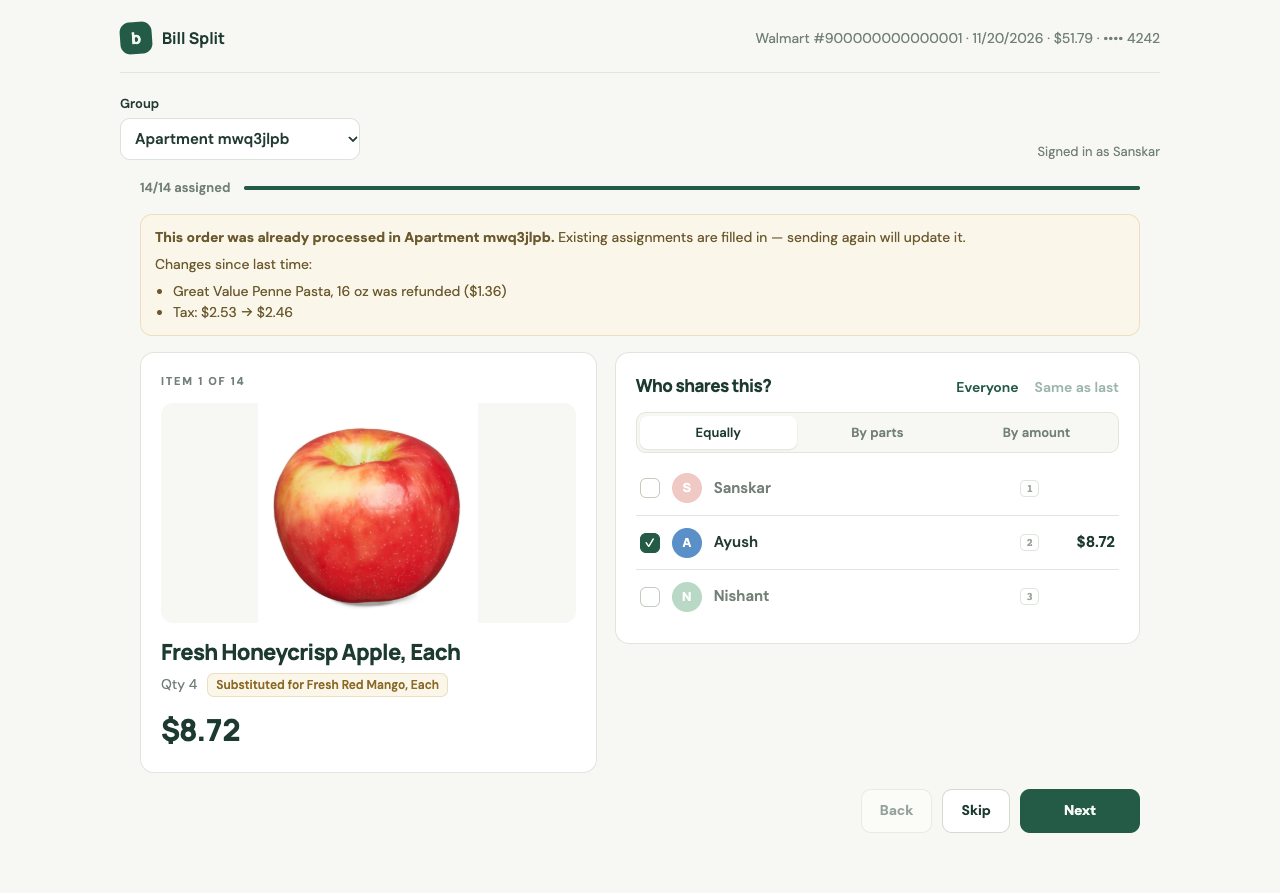 b Bill Split
Walmart #900000000000001 · 11/20/2026 · $51.79 · •••• 4242
Group
Apartment mwq3jlpb
Signed in as Sanskar
14/14 assigned
This order was already processed in Apartment mwq3jlpb. Existing assignments are filled in — sending again will update it.
Changes since last time:
• Great Value Penne Pasta, 16 oz was refunded ($1.36)
• Tax: $2.53 → $2.46
ITEM 1 OF 14
Fresh Honeycrisp Apple, Each
Qty 4 Substituted for Fresh Red Mango, Each
$8.72
Who shares this? Everyone Same as last
Equally By parts By amount
S Sanskar 1
A Ayush 2 $8.72
N Nishant 3
Back Skip Next